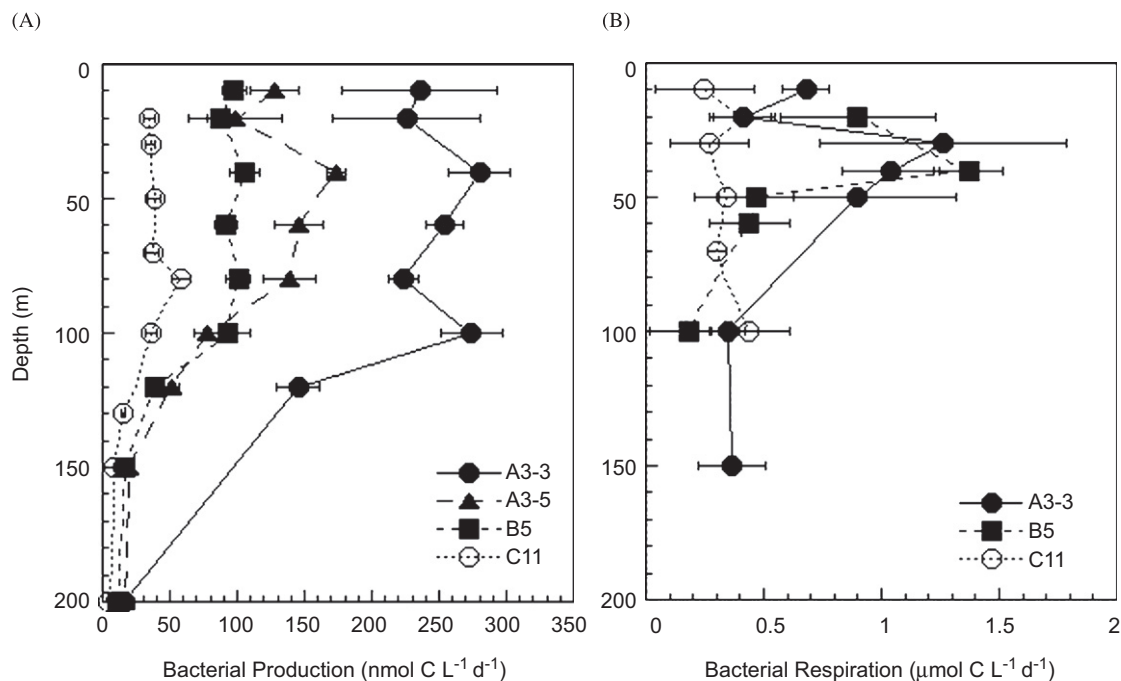 (A)
0
50
100
150
200
Depth (m)
0 50 100 150 200 250 300 350
Bacterial Production (nmol C L-1 d-1)
A3-3
A3-5
B5
C11
(B)
0
50
100
150
200
0 0.5 1 1.5 2
Bacterial Respiration (μmol C L-1 d-1)
A3-3
B5
C11